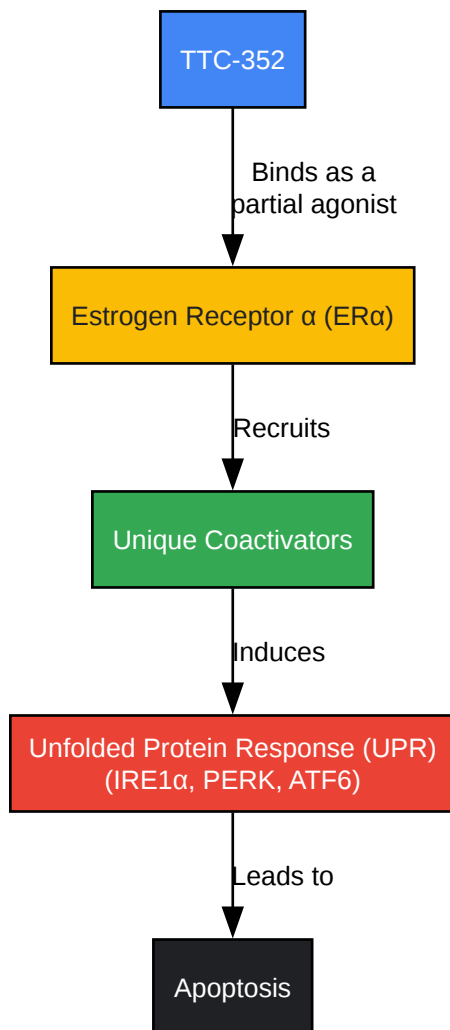 TTC-352
Binds as a
partial agonist
Estrogen Receptor α (ERα)
Recruits
Unique Coactivators
Induces
Unfolded Protein Response (UPR)
(IRE1α, PERK, ATF6)
Leads to
Apoptosis